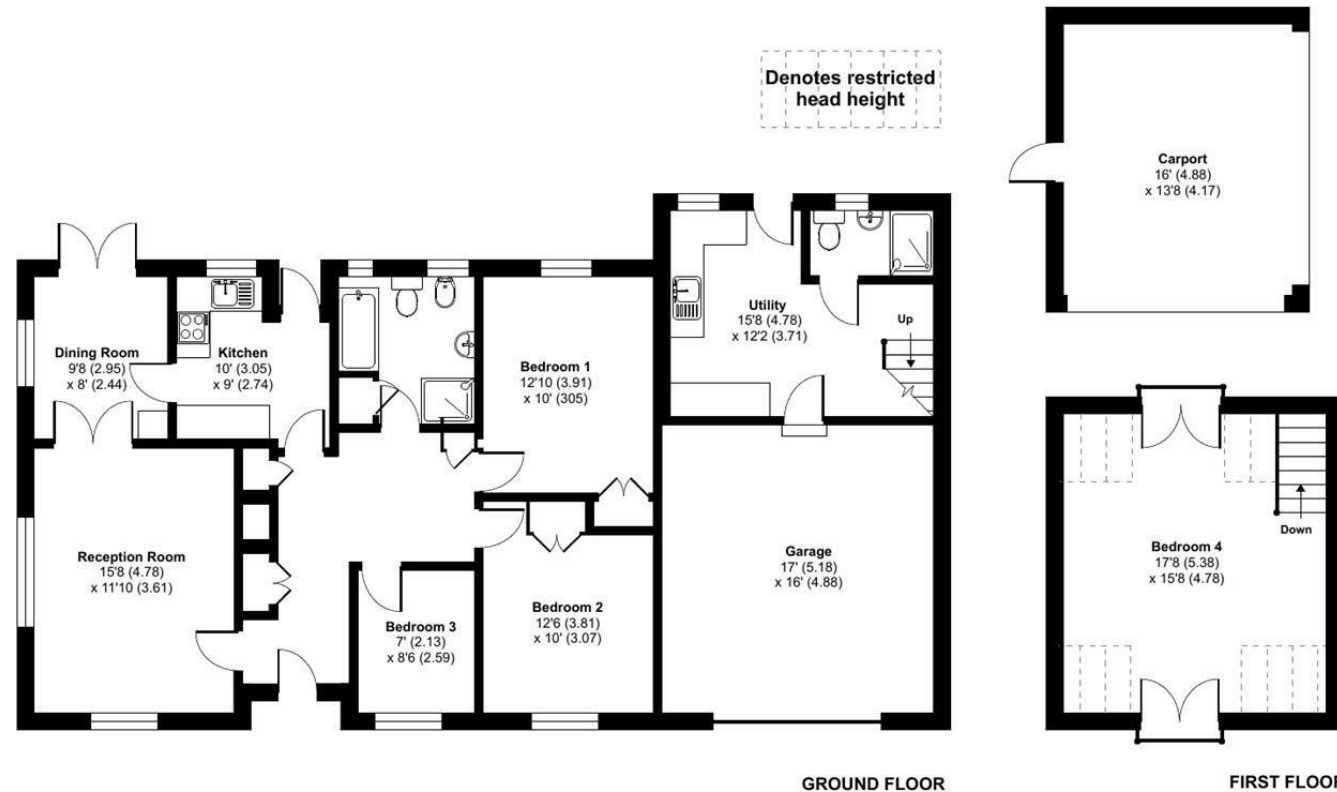 Denotes restricted
head height
Carport
16' (4.88)
x 13'8 (4.17)
Dining Room
9'8 (2.95)
x 8' (2.44)
Kitchen
10' (3.05)
x 9' (2.74)
Bedroom 1
12'10 (3.91)
x 10' (305)
Utility
15'8 (4.78)
x 12'2 (3.71)
Up
Reception Room
15'8 (4.78)
x 11'10 (3.61)
Bedroom 3
7' (2.13)
x 8'6 (2.59)
Bedroom 2
12'6 (3.81)
x 10' (3.07)
Garage
17' (5.18)
x 16' (4.88)
Bedroom 4
17'8 (5.38)
x 15'8 (4.78)
Down
GROUND FLOOR
FIRST FLOOR